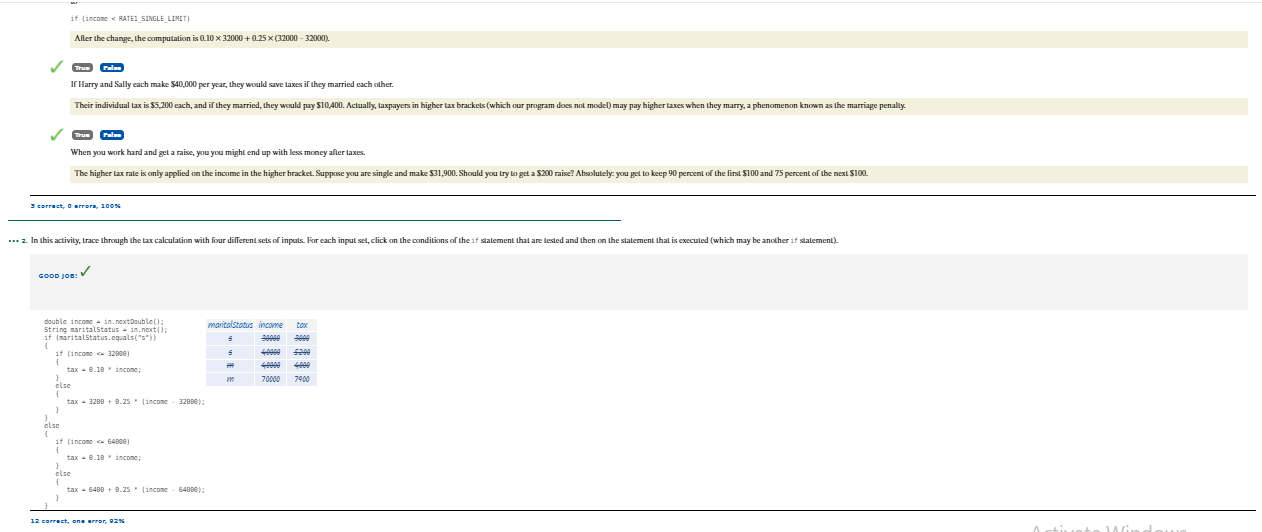 if (income < RATE1_SINGLE_LIMIT)
After the change, the computation is 0.10 × 32000 + 0.25 × (32000 – 32000).
True False
If Harry and Sally each make $40,000 per year, they would save taxes if they married each other.
Their individual tax is $5,200 each, and if they married, they would pay $10,400. Actually, taxpayers in higher tax brackets (which our program does not model) may pay higher taxes when they marry, a phenomenon known as the marriage penalty.
True False
When you work hard and get a raise, you you might end up with less money after taxes.
The higher tax rate is only applied on the income in the higher bracket. Suppose you are single and make $31,900. Should you try to get a $200 raise? Absolutely: you get to keep 90 percent of the first $100 and 75 percent of the next $100.
3 correct, 0 errors, 100%
••• 2. In this activity, trace through the tax calculation with four different sets of inputs. For each input set, click on the conditions of the if statement that are tested and then on the statement that is executed (which may be another if statement).
GOOD JOB! ✓
double income = in.nextDouble();
String maritalStatus = in.next();
if (maritalStatus.equals("s"))
{
if (income <= 32000)
{
tax = 0.10 * income;
}
else
{
tax = 3200 + 0.25 * (income - 32000);
}
}
else
{
if (income <= 64000)
{
tax = 0.10 * income;
}
else
{
tax = 6400 + 0.25 * (income - 64000);
}
}
maritalStatus income tax
s 30000 3000
s 40000 5200
m 40000 4000
m 70000 7900
12 correct, one error, 92%
Activate Windows